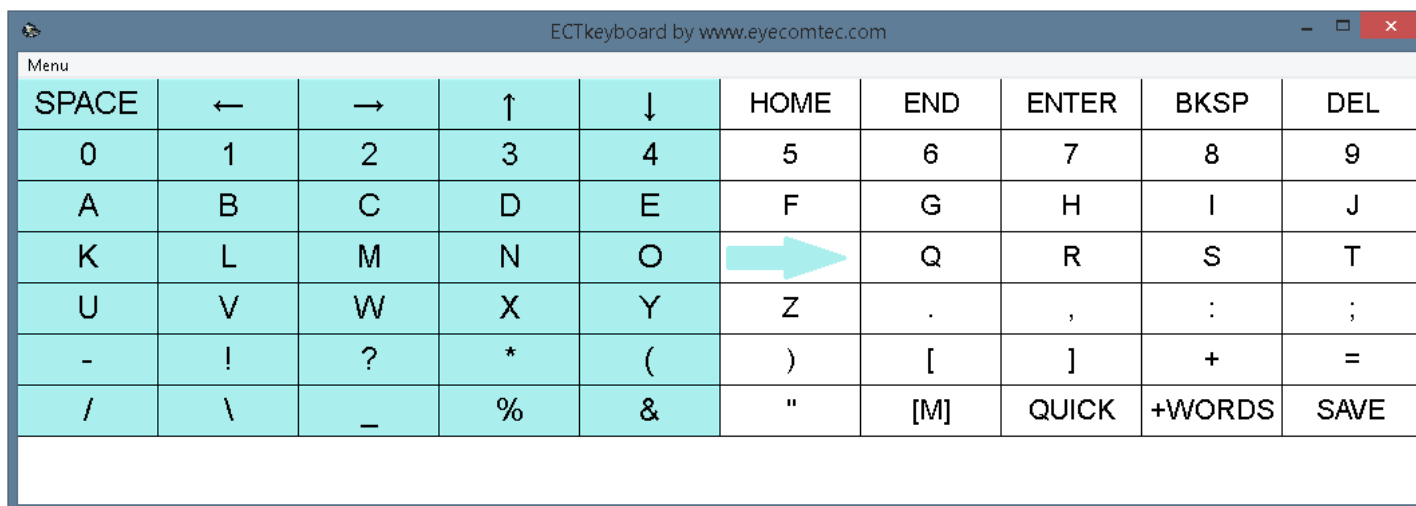 ECTkeyboard by www.eyecomtec.com
Menu
SPACE ← → ↑ ↓ HOME END ENTER BKSP DEL
0 1 2 3 4 5 6 7 8 9
A B C D E F G H I J
K L M N O Q R S T
U V W X Y Z . , : ;
- ! ? * ( ) [ ] + =
/ \ _ % & " [M] QUICK +WORDS SAVE